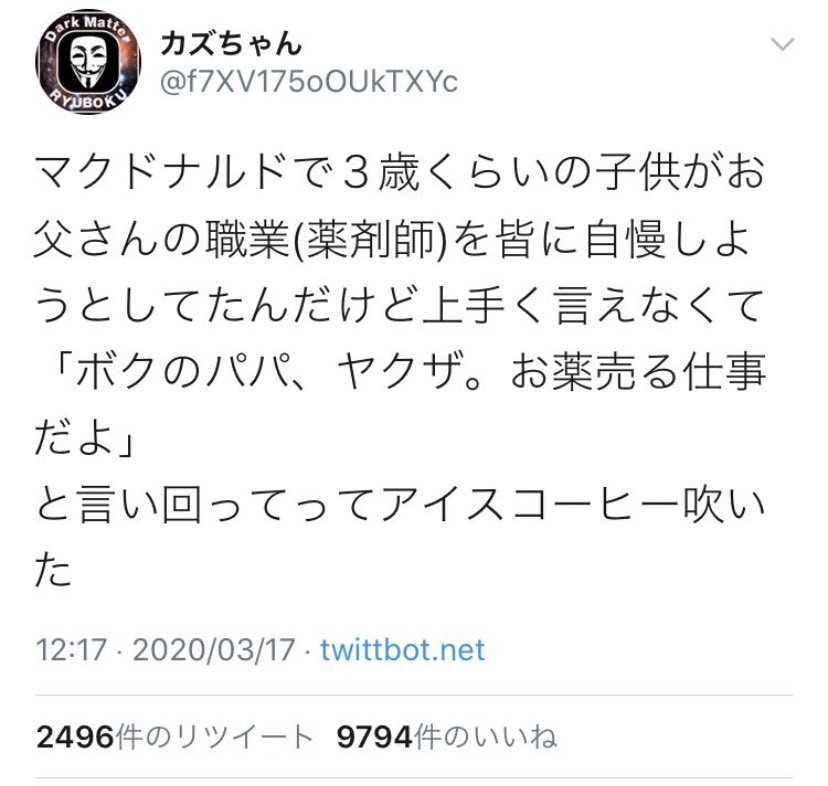 Dark Matter
RYUBOKU
カズちゃん
@f7XV175oOUkTXYc
マクドナルドで３歳くらいの子供がお
父さんの職業(薬剤師)を皆に自慢しよ
うとしてたんだけど上手く言えなくて
「ボクのパパ、ヤクザ。お薬売る仕事
だよ」
と言い回ってってアイスコーヒー吹い
た
12:17 · 2020/03/17 · twittbot.net
2496件のリツイート 9794件のいいね